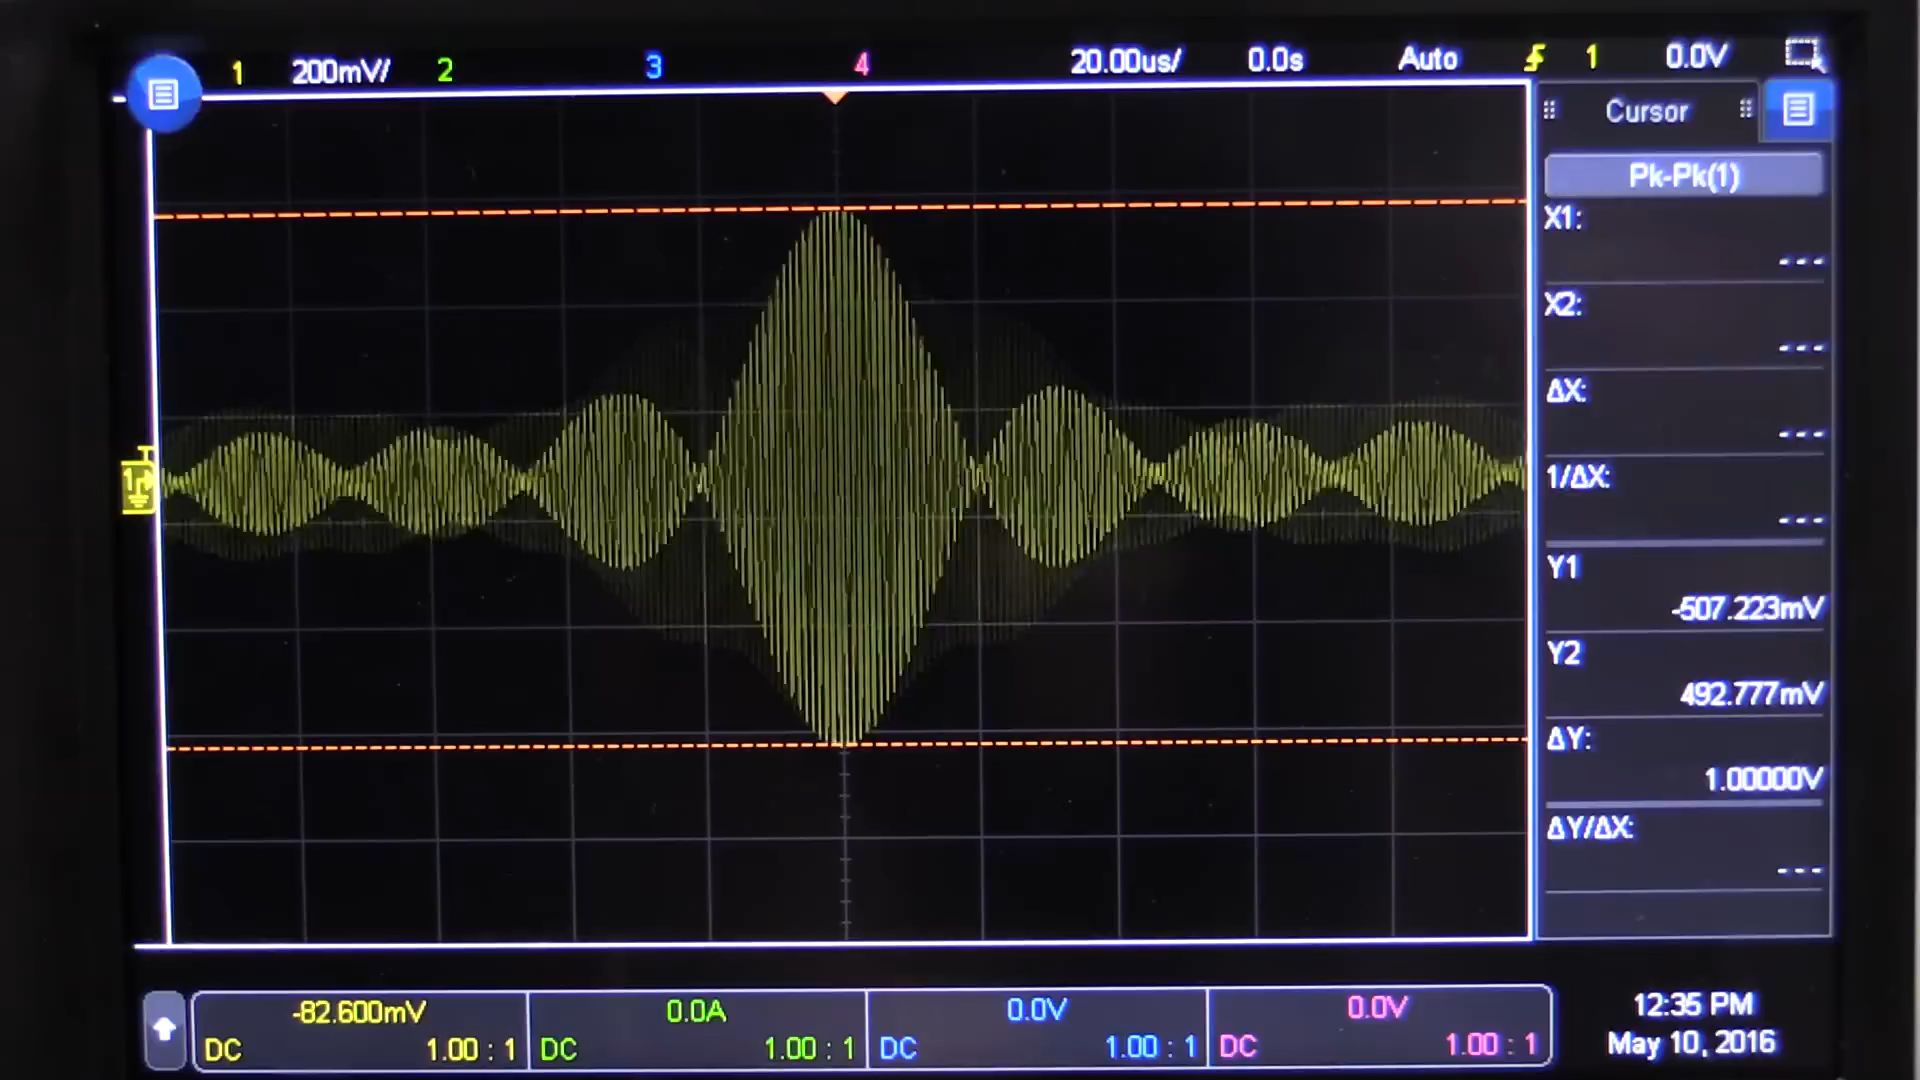 1 200mV/ 2 3 4 20.00us/ 0.0s Auto 1 0.0V
Cursor
Pk-Pk(1)
X1:
---
X2:
---
ΔX:
---
1/ΔX:
---
Y1
-507.223mV
Y2
492.777mV
ΔY:
1.00000V
ΔY/ΔX:
---
T
1
-82.600mV 0.0A 0.0V 0.0V
DC 1.00 : 1 DC 1.00 : 1 DC 1.00 : 1 DC 1.00 : 1
12:35 PM
May 10, 2016